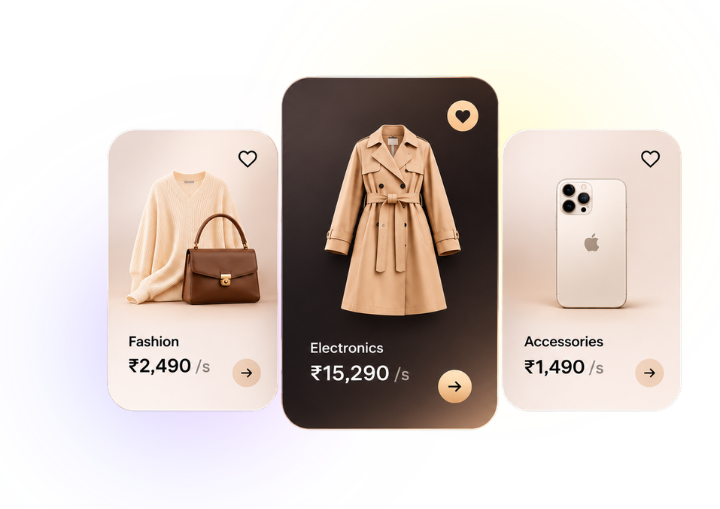 Fashion
₹2,490 /s
Electronics
₹15,290 /s
Accessories
₹1,490 /s